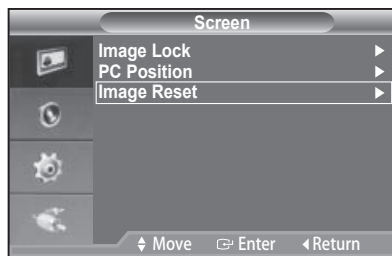 Screen
Image Lock
PC Position
Image Reset
Move Enter Return